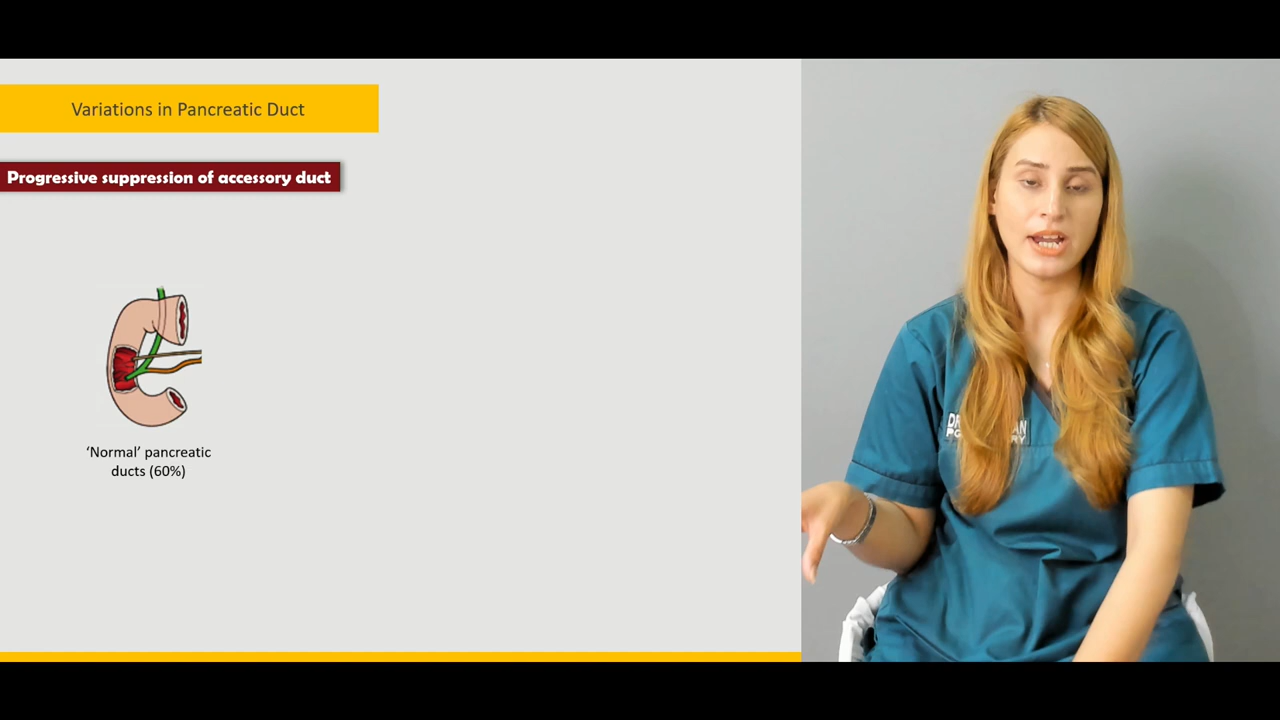 Variations in Pancreatic Duct
Progressive suppression of accessory duct
‘Normal’ pancreatic
ducts (60%)